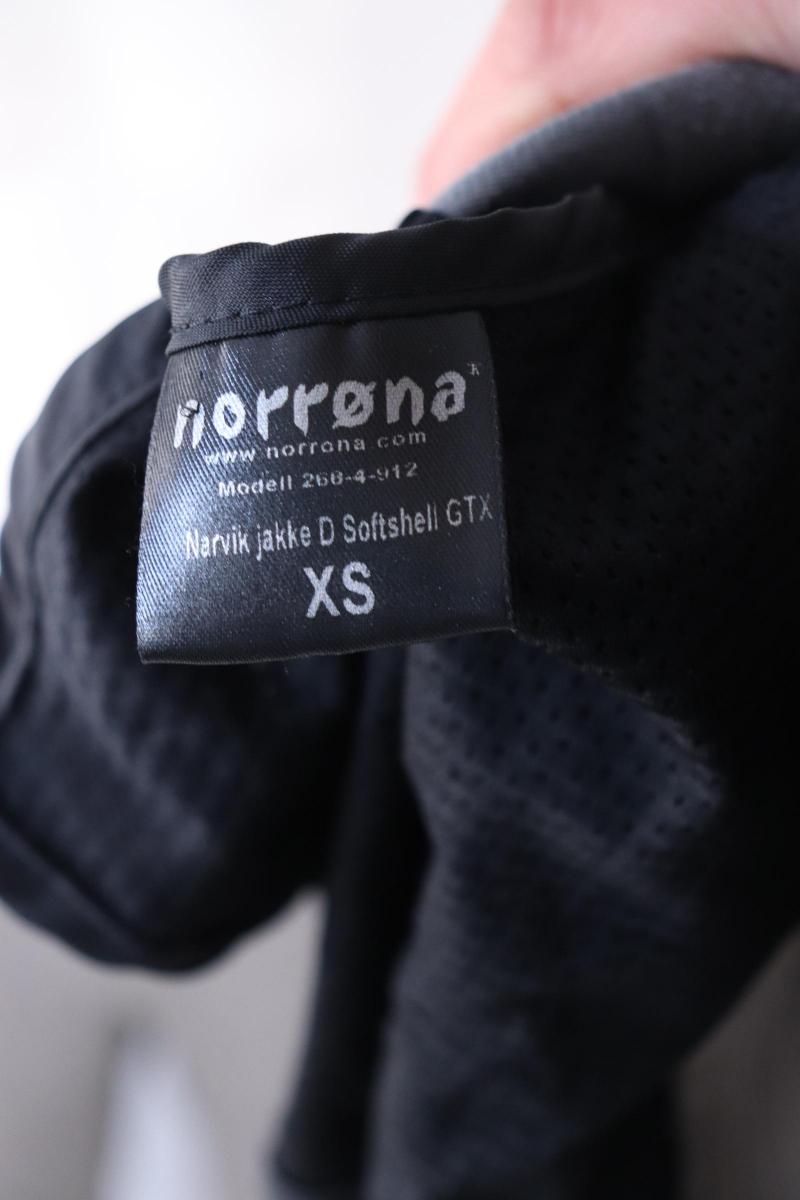 norrøna
www norrona com
Modell 268-4-912
Narvik jakke D Softshell GTX
XS